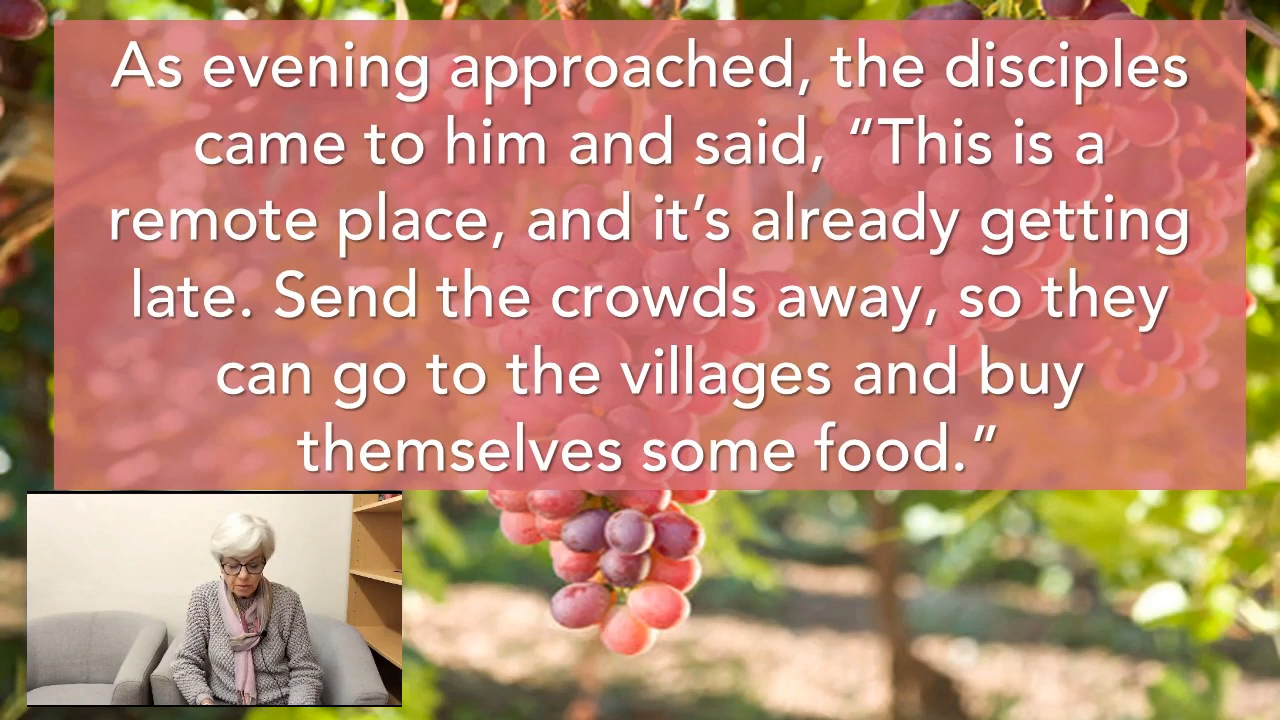 As evening approached, the disciples
came to him and said, “This is a
remote place, and it’s already getting
late. Send the crowds away, so they
can go to the villages and buy
themselves some food.”